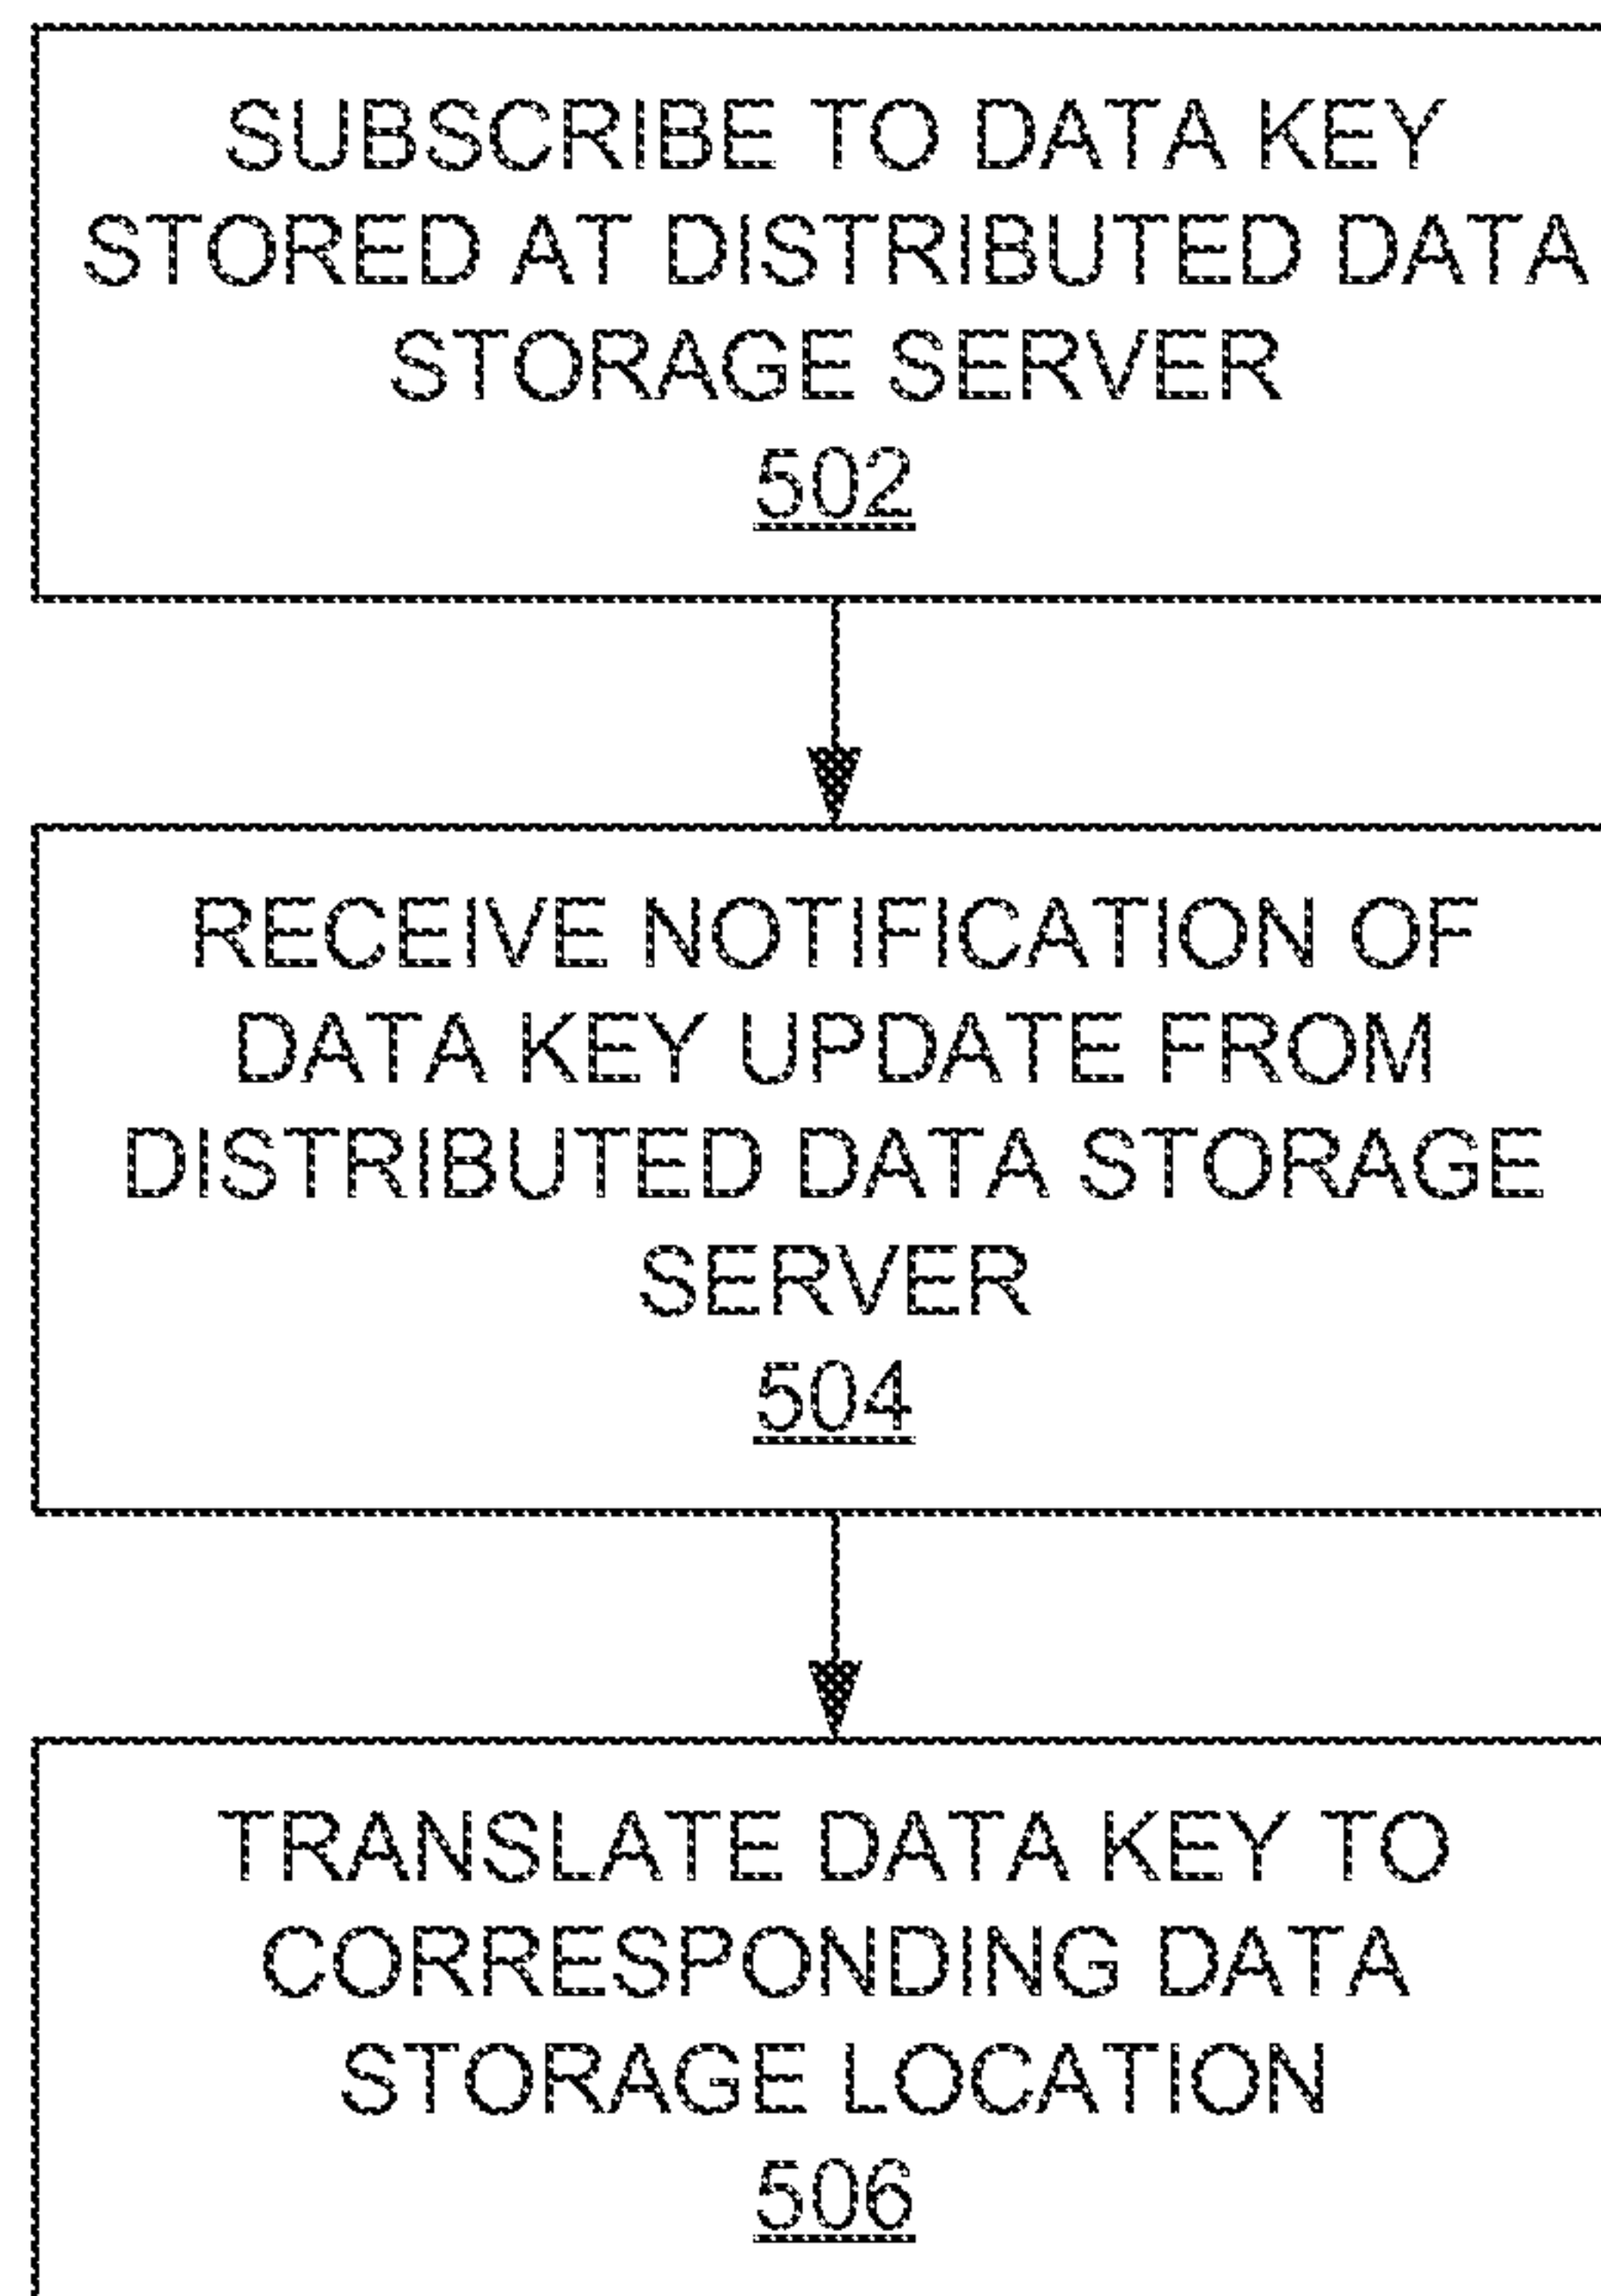 SUBSCRIBE TO DATA KEY
STORED AT DISTRIBUTED DATA
STORAGE SERVER
502
RECEIVE NOTIFICATION OF
DATA KEY UPDATE FROM
DISTRIBUTED DATA STORAGE
SERVER
504
TRANSLATE DATA KEY TO
CORRESPONDING DATA
STORAGE LOCATION
506